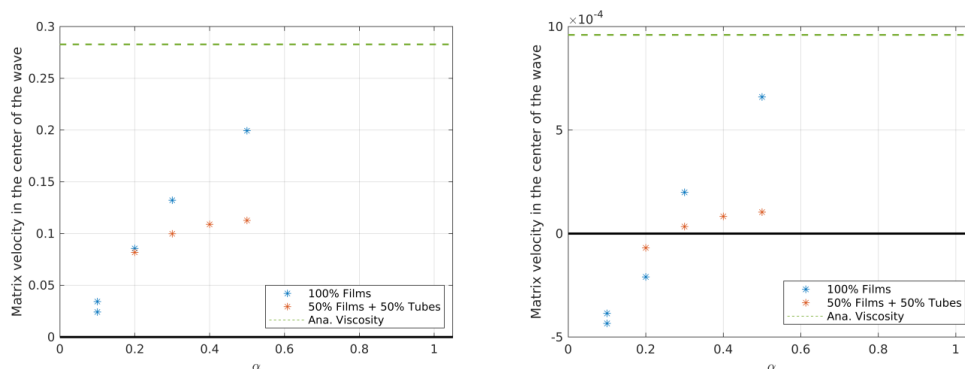 0.3
0.25
0.2
0.15
0.1
0.05
0
Matrix velocity in the center of the wave
0 0.2 0.4 0.6 0.8 1
α
100% Films
50% Films + 50% Tubes
Ana. Viscosity
×10⁻⁴
10
5
0
-5
Matrix velocity in the center of the wave
0 0.2 0.4 0.6 0.8 1
α
100% Films
50% Films + 50% Tubes
Ana. Viscosity